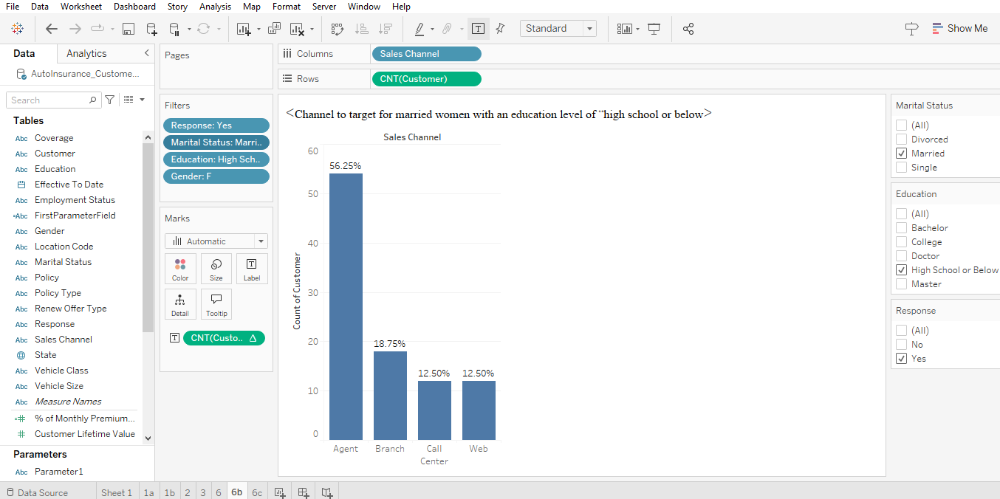 File Data Worksheet Dashboard Story Analysis Map Format Server Window Help
Standard
Show Me
Data Analytics
AutoInsurance_Custome...
Search
Tables
Abc Coverage
Abc Customer
Abc Education
Effective To Date
Abc Employment Status
=Abc FirstParameterField
Abc Gender
Abc Location Code
Abc Marital Status
Abc Policy
Abc Policy Type
Abc Renew Offer Type
Abc Response
Abc Sales Channel
State
Abc Vehicle Class
Abc Vehicle Size
Abc Measure Names
=# % of Monthly Premium...
# Customer Lifetime Value
Parameters
Abc Parameter1
Pages
Filters
Response: Yes
Marital Status: Marri..
Education: High Sch..
Gender: F
Marks
Automatic
Color Size Label
Detail Tooltip
CNT(Custo.. Δ
Columns Sales Channel
Rows CNT(Customer)
<Channel to target for married women with an education level of “high school or below>
Sales Channel
Count of Customer
60
50
40
30
20
10
0
56.25%
18.75%
12.50% 12.50%
Agent Branch Call Center Web
Marital Status
(All)
Divorced
Married
Single
Education
(All)
Bachelor
College
Doctor
High School or Below
Master
Response
(All)
No
Yes
Data Source Sheet 1 1a 1b 2 3 6 6b 6c